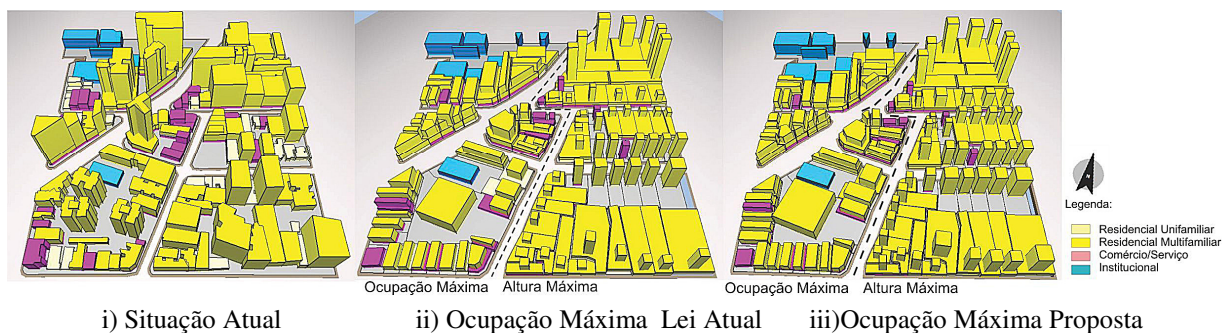 N
Legenda:
Residencial Unifamiliar
Residencial Multifamiliar
Comércio/Serviço
Institucional
Ocupação Máxima Altura Máxima Ocupação Máxima Altura Máxima
i) Situação Atual ii) Ocupação Máxima Lei Atual iii)Ocupação Máxima Proposta